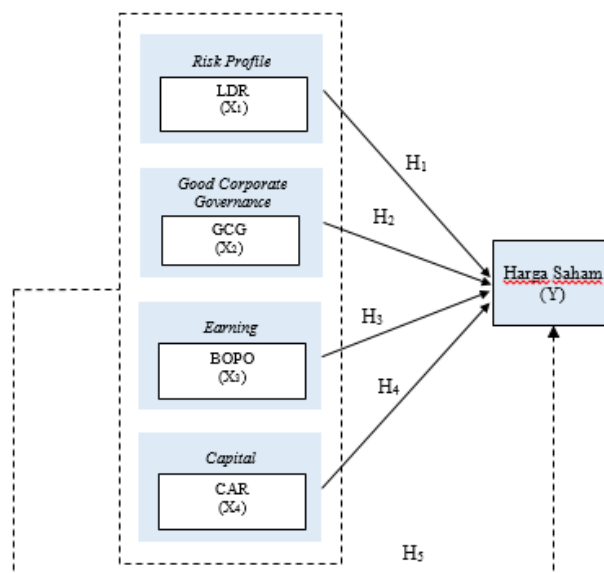 Risk Profile
LDR
(X1)
H1
Good Corporate
Governance
GCG
(X2)
H2
Harga Saham
(Y)
Earning
BOPO
(X3)
H3
H4
Capital
CAR
(X4)
H5